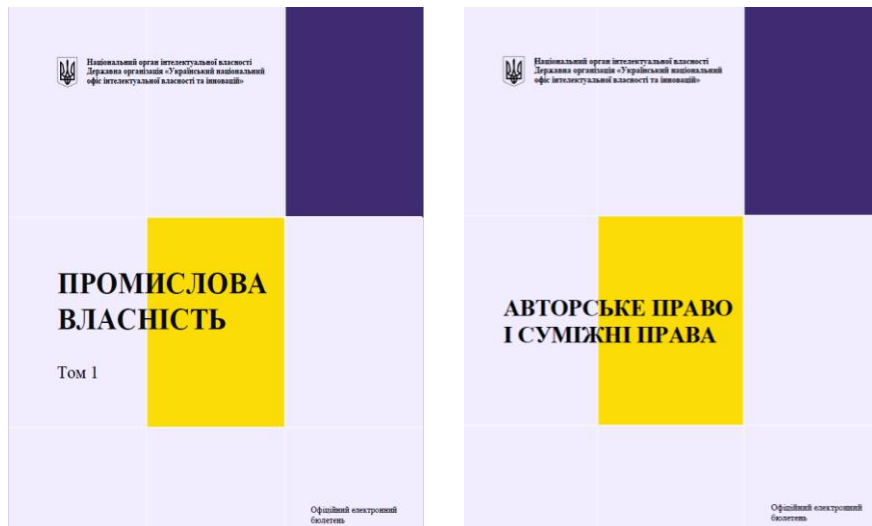 Національний орган інтелектуальної власності
Державна організація «Український національний
офіс інтелектуальної власності та інновацій»
ПРОМИСЛОВА
ВЛАСНІСТЬ
Том 1
Офіційний електронний
бюлетень
Національний орган інтелектуальної власності
Державна організація «Український національний
офіс інтелектуальної власності та інновацій»
АВТОРСЬКЕ ПРАВО
І СУМІЖНІ ПРАВА
Офіційний електронний
бюлетень